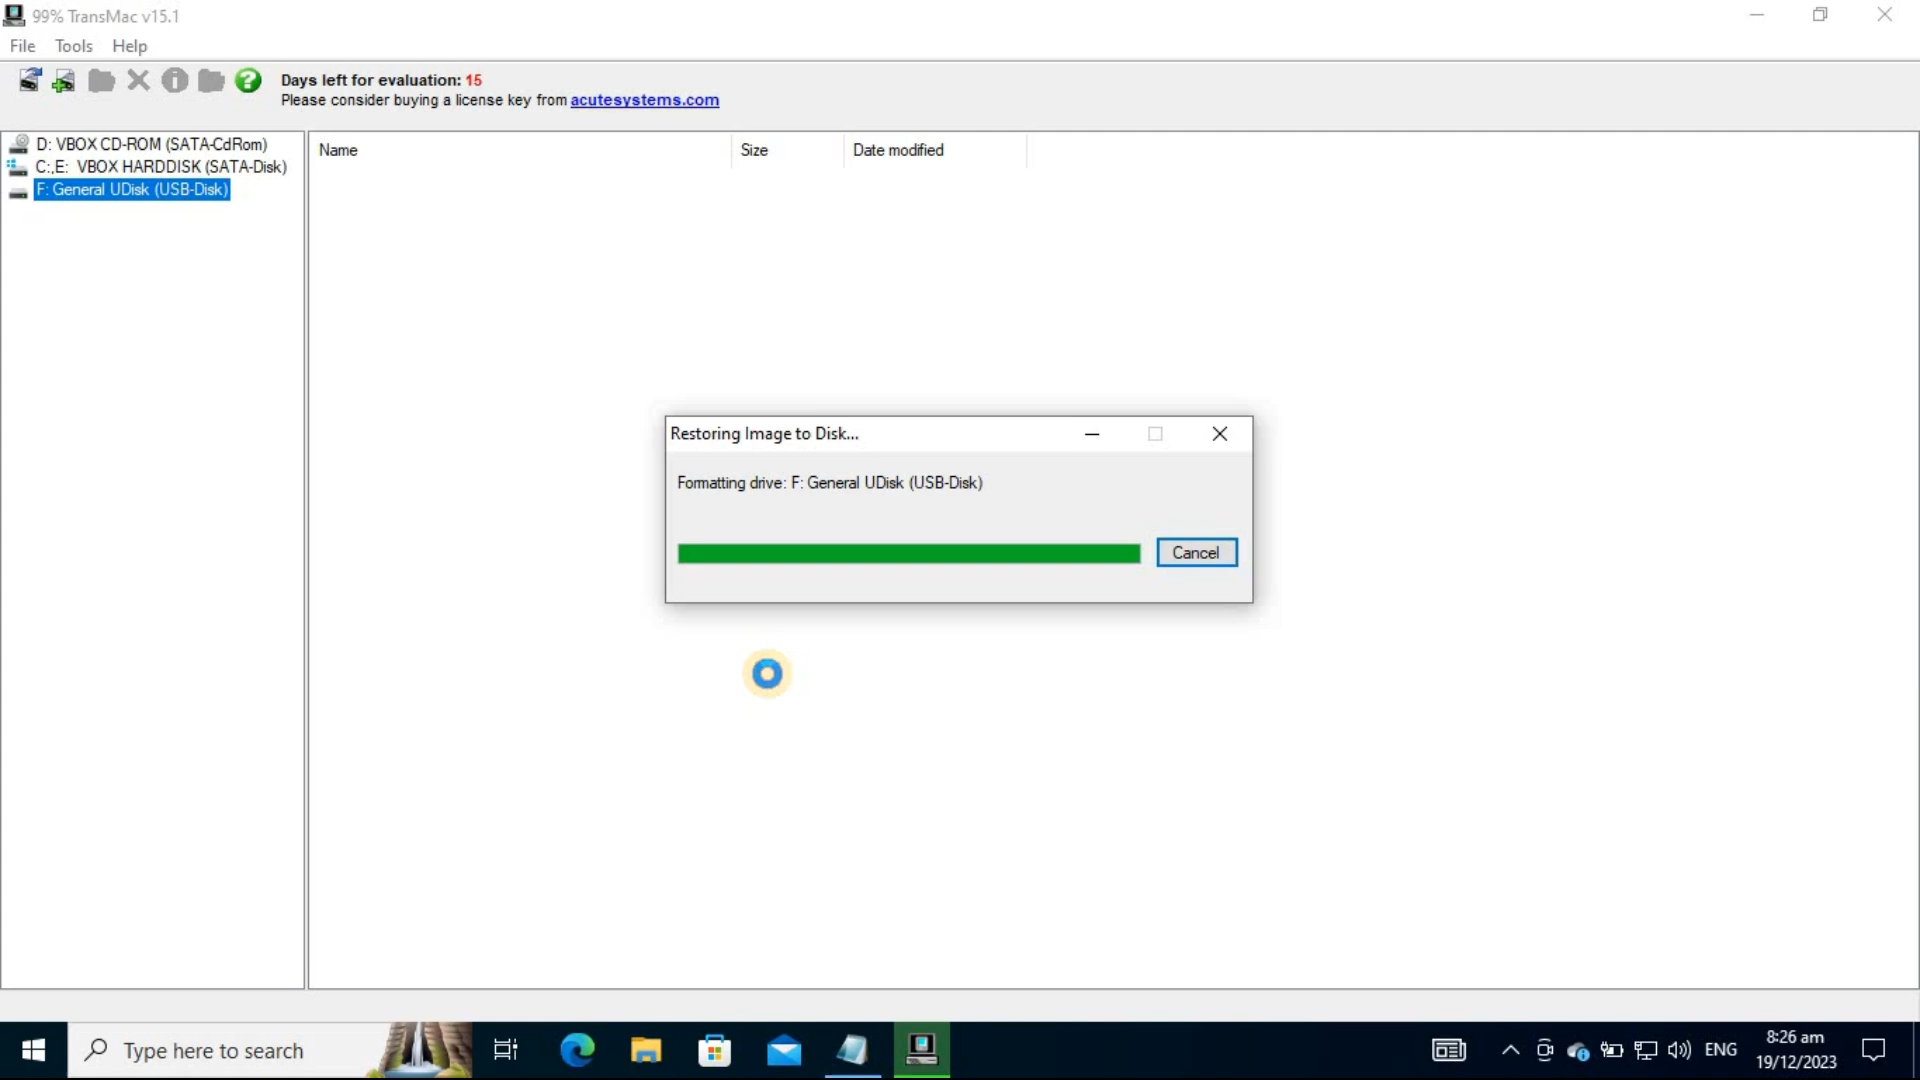 99% TransMac v15.1
File Tools Help
Days left for evaluation: 15
Please consider buying a license key from acutesystems.com
D: VBOX CD-ROM (SATA-CdRom)
C:,E: VBOX HARDDISK (SATA-Disk)
F: General UDisk (USB-Disk)
Name Size Date modified
Restoring Image to Disk...
Formatting drive: F: General UDisk (USB-Disk)
Cancel
Type here to search
ENG
8:26 am
19/12/2023